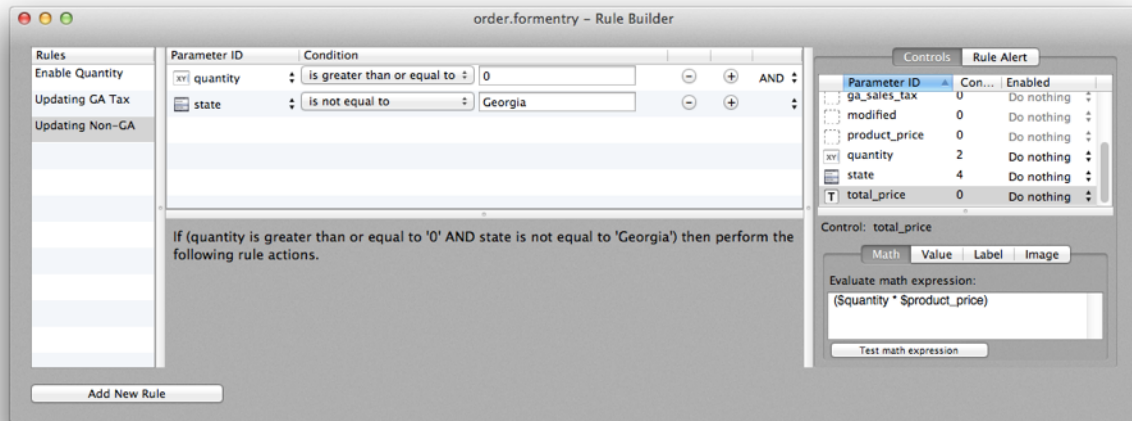 order.formentry – Rule Builder
Rules
Enable Quantity
Updating GA Tax
Updating Non-GA
Add New Rule
Parameter ID Condition
XY quantity is greater than or equal to 0 AND
state is not equal to Georgia
If (quantity is greater than or equal to '0' AND state is not equal to 'Georgia') then perform the
following rule actions.
Controls Rule Alert
Parameter ID Con... Enabled
ga_sales_tax 0 Do nothing
modified 0 Do nothing
product_price 0 Do nothing
XY quantity 2 Do nothing
state 4 Do nothing
T total_price 0 Do nothing
Control: total_price
Math Value Label Image
Evaluate math expression:
($quantity * $product_price)
Test math expression